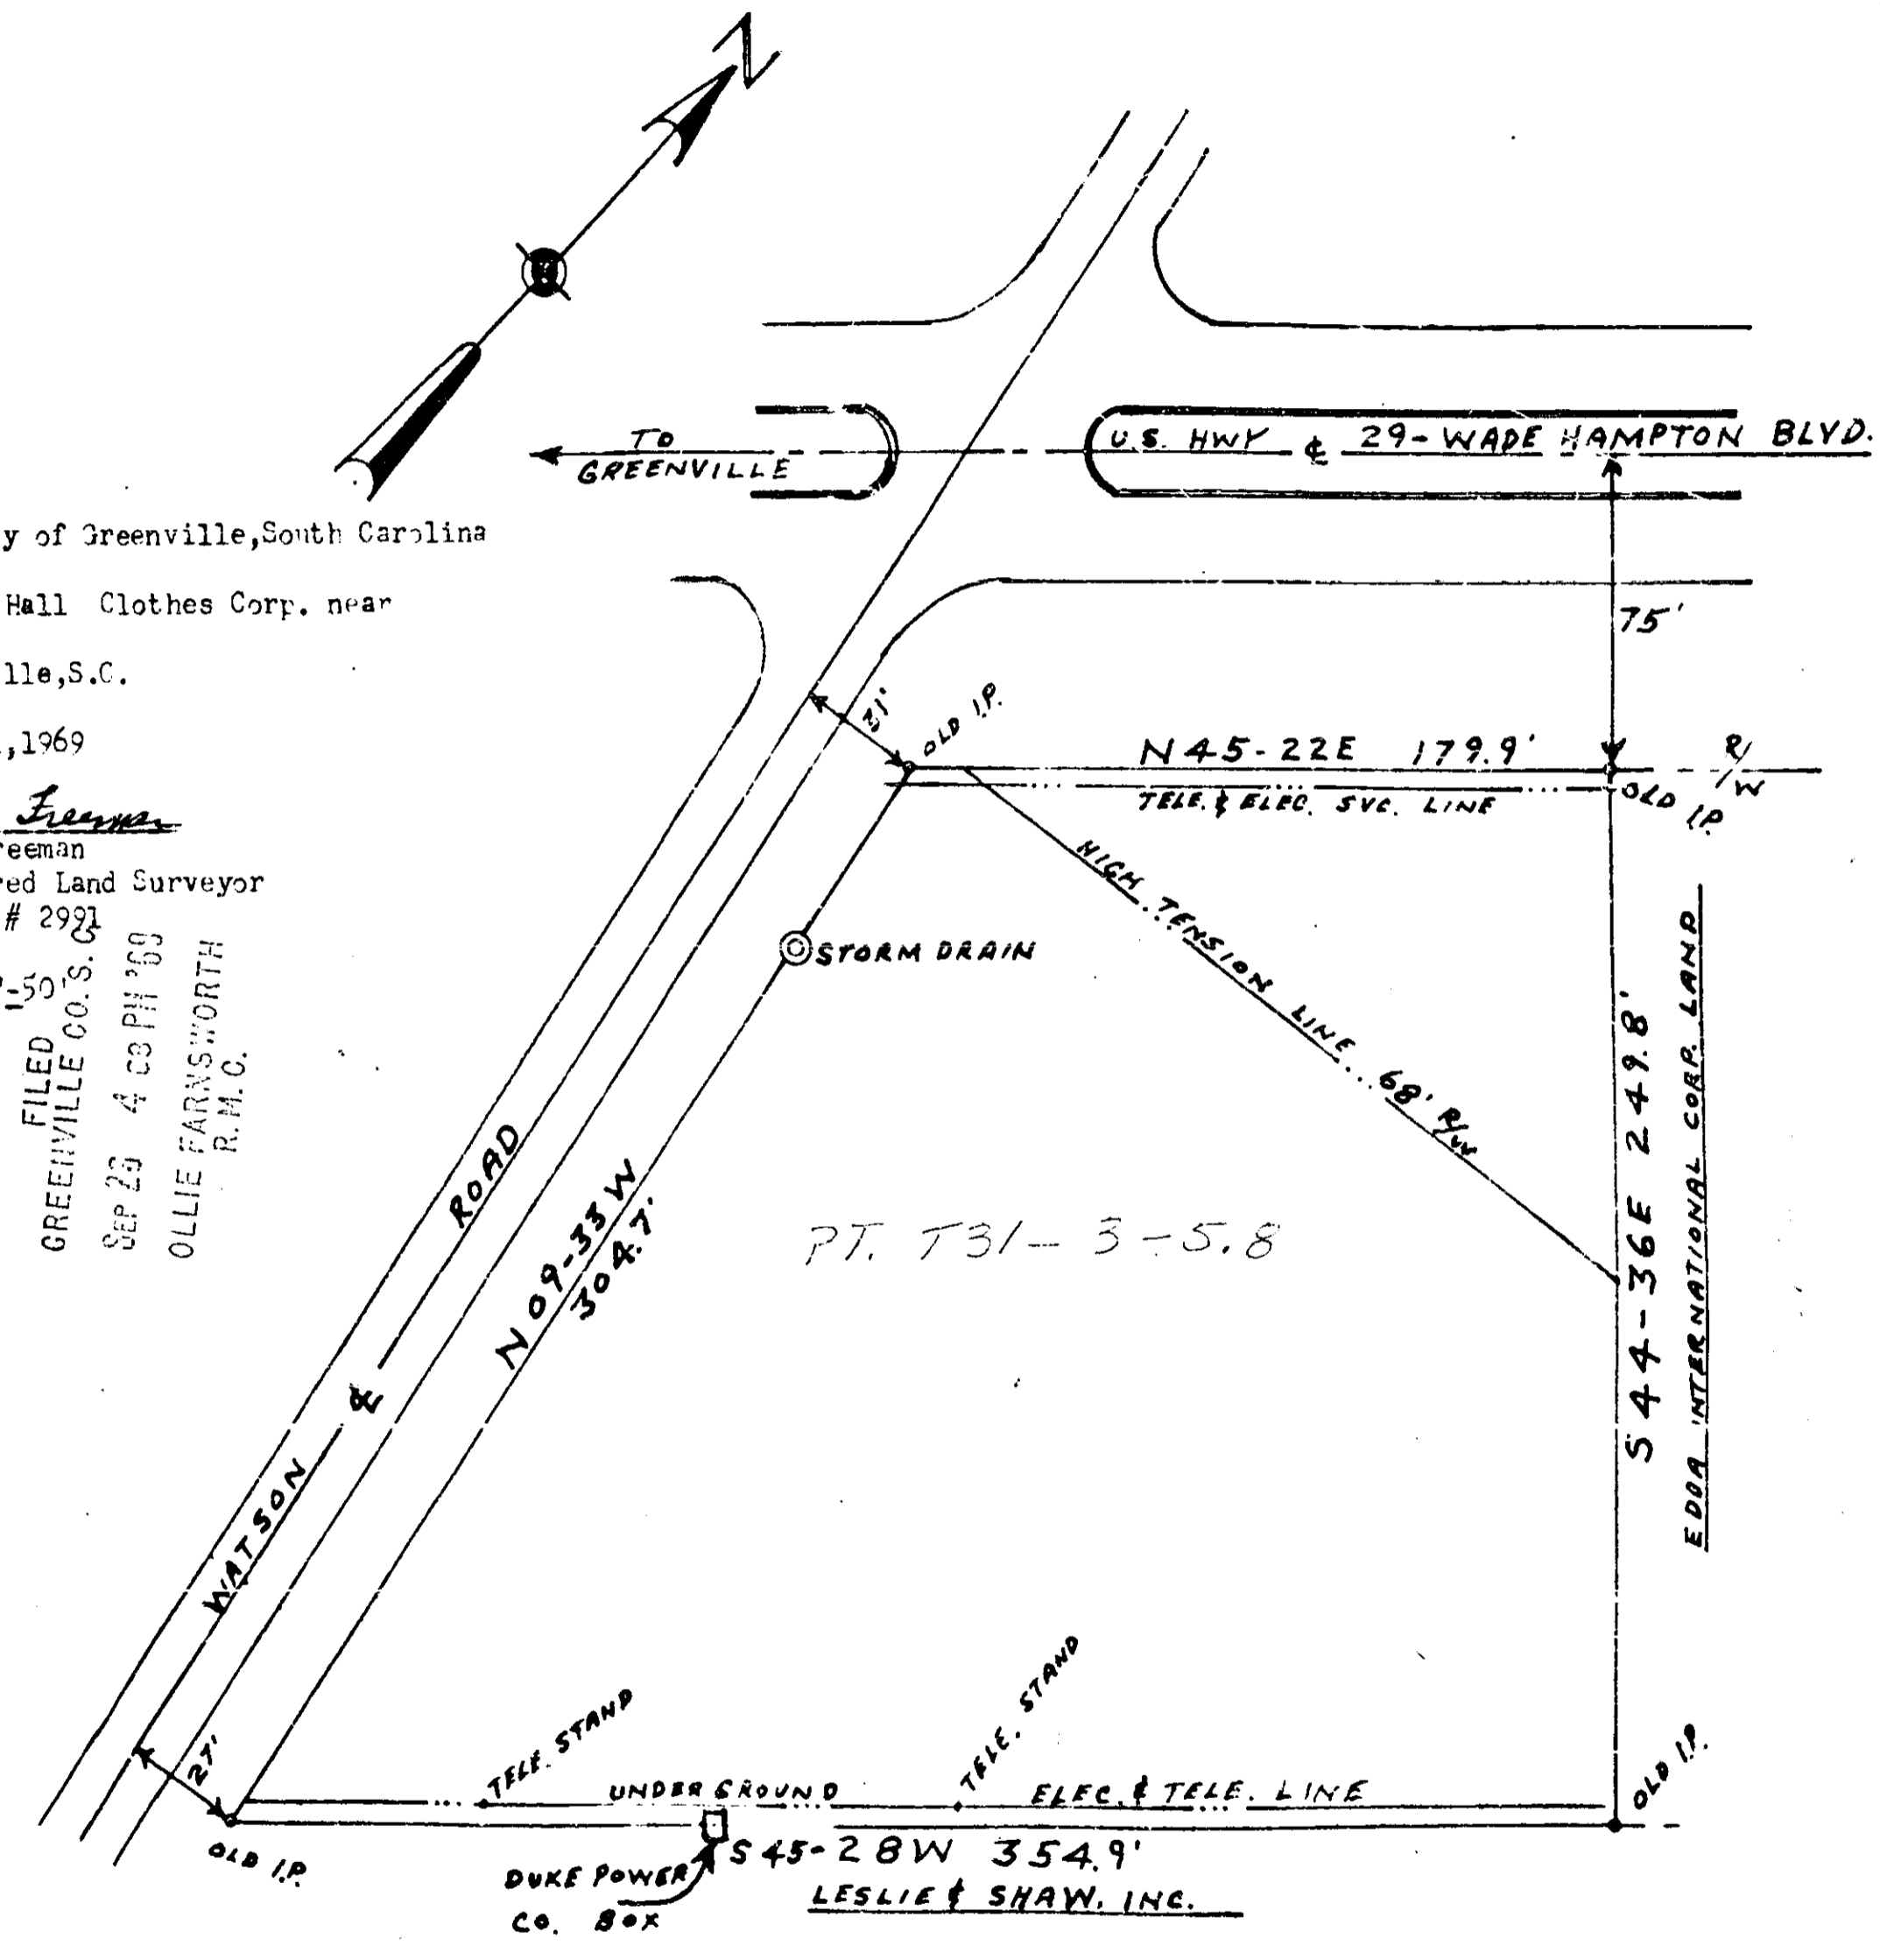 N
TO
GREENVILLE
U.S. HWY ℄ 29-WADE HAMPTON BLVD.
y of Greenville,South Carolina
Hall Clothes Corp. near
lle,S.C.
,1969
Freeman
reeman
red Land Surveyor
# 2991
-50'
FILED
GREENVILLE CO. S. C
SEP 4 PM '69
OLLIE FARNSWORTH
R.M.C.
75'
OLD I.P.
N45-22E 179.9'
R/W
TELE. & ELEC. SVC. LINE
OLD I.P.
HIGH TENSION LINE 68' R/W
STORM DRAIN
WATSON ℄ ROAD
N09-33W
304.7'
PT. T31-3-5.8
S44-36E 249.8'
EDDA INTERNATIONAL CORP. LAND
27'
TELE. STAND
TELE. STAND
UNDERGROUND ELEC. & TELE. LINE
OLD I.P.
OLD I.P.
S45-28W 354.9'
DUKE POWER
CO. BOX
LESLIE & SHAW, INC.